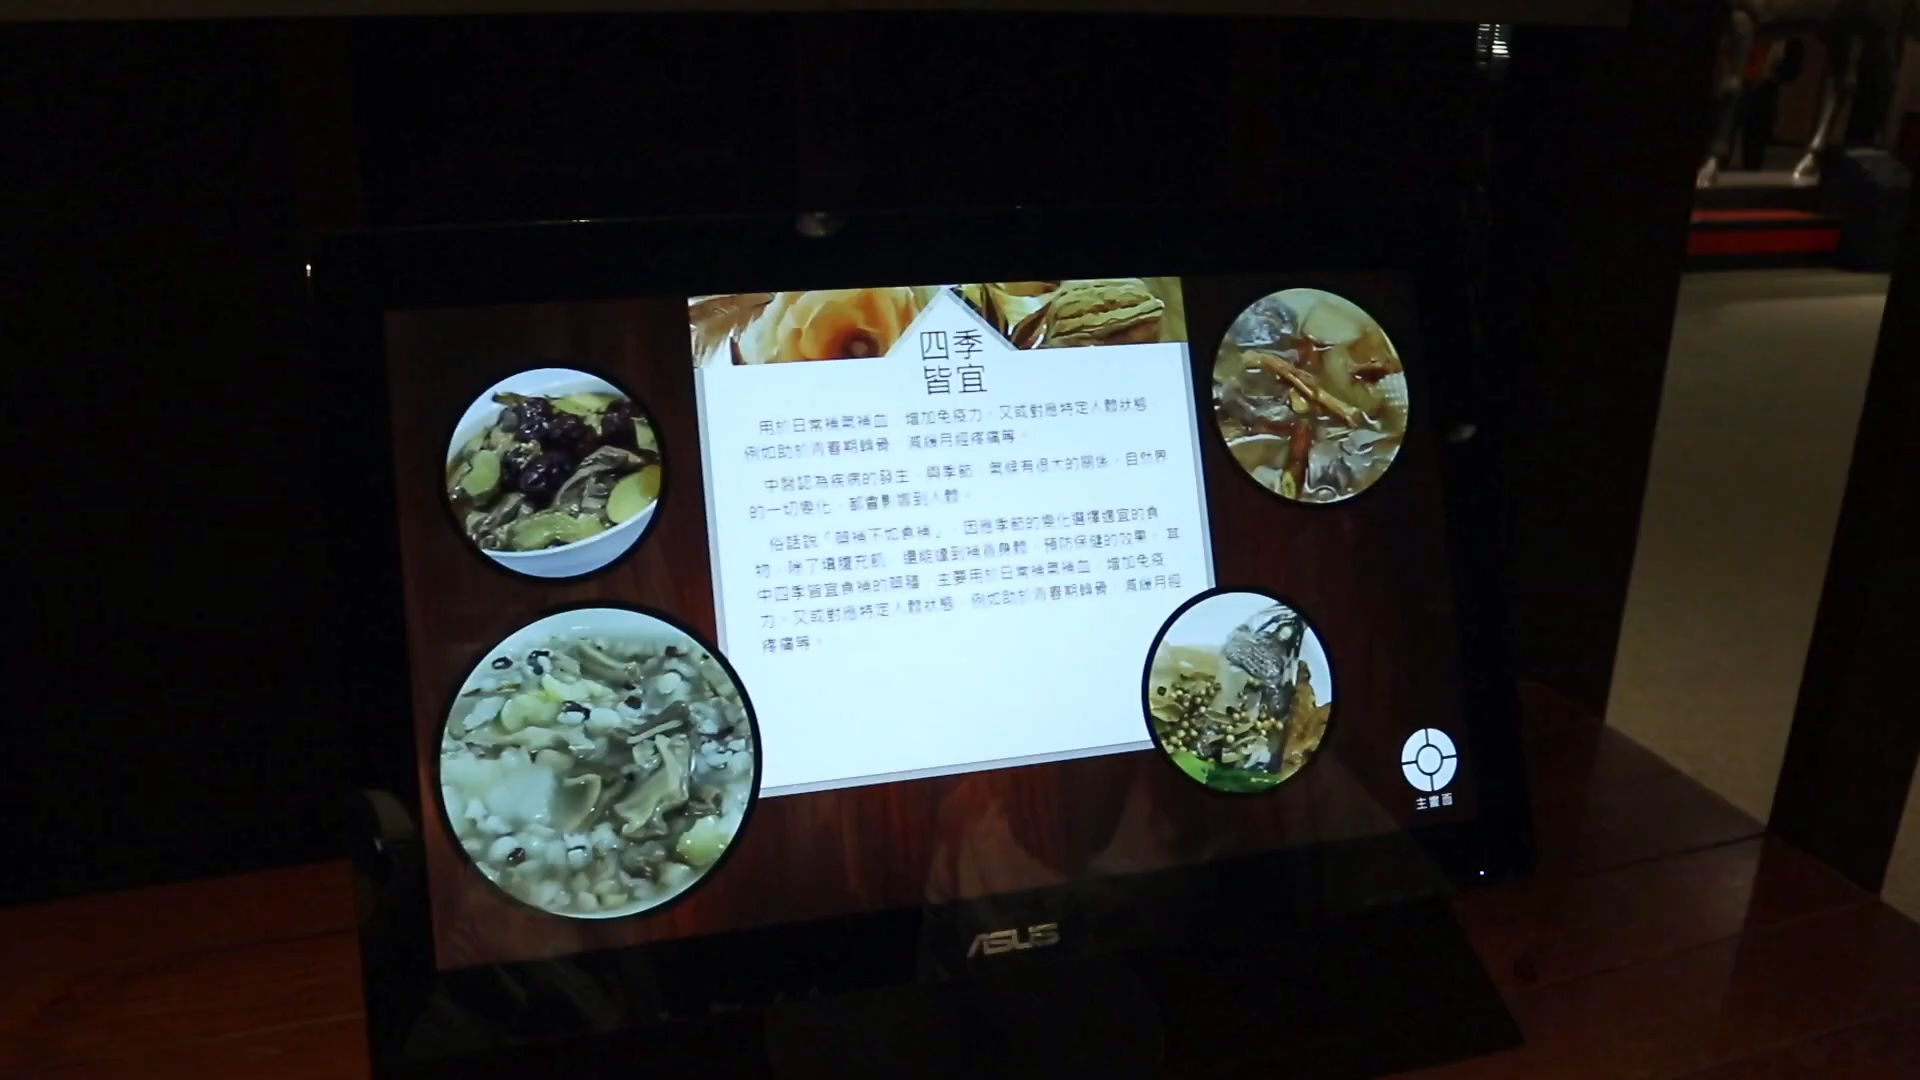 四季
皆宜
用於日常補氣補血、增加免疫力，又或對應特定人體狀態，
例如助於青春期轉骨、減緩月經疼痛等。
中醫認為疾病的發生，與季節、氣候有很大的關係，自然界
的一切變化，都會影響到人體。
俗話說「藥補不如食補」，因應季節的變化選擇適宜的食
物，除了填腹充飢，還能達到補養身體、預防保健的效果。其
中四季皆宜食補的藥膳，主要用於日常補氣補血、增加免疫
力，又或對應特定人體狀態，例如助於青春期轉骨、減緩月經
疼痛等。
主畫面
ASUS